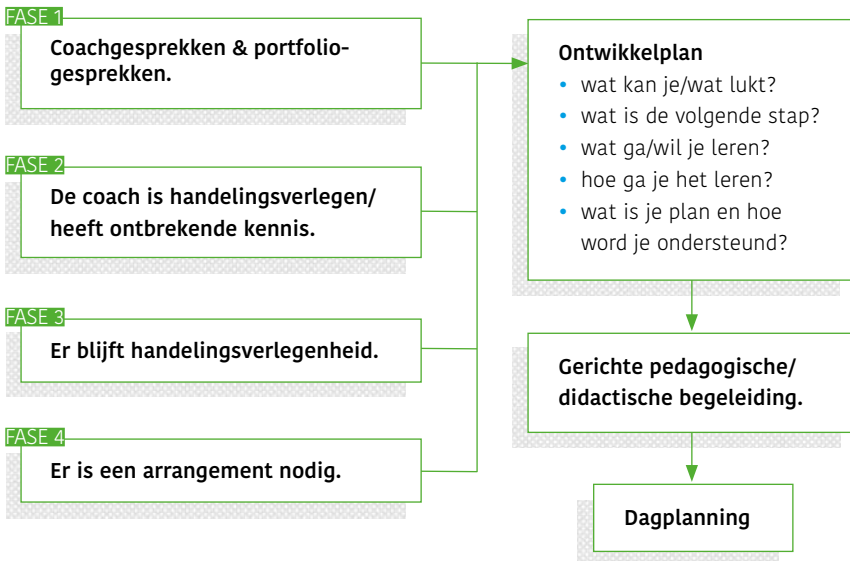 FASE 1
Coachgesprekken & portfolio-
gesprekken.
FASE 2
De coach is handelingsverlegen/
heeft ontbrekende kennis.
FASE 3
Er blijft handelingsverlegenheid.
FASE 4
Er is een arrangement nodig.
Ontwikkelplan
• wat kan je/wat lukt?
• wat is de volgende stap?
• wat ga/wil je leren?
• hoe ga je het leren?
• wat is je plan en hoe
word je ondersteund?
Gerichte pedagogische/
didactische begeleiding.
Dagplanning